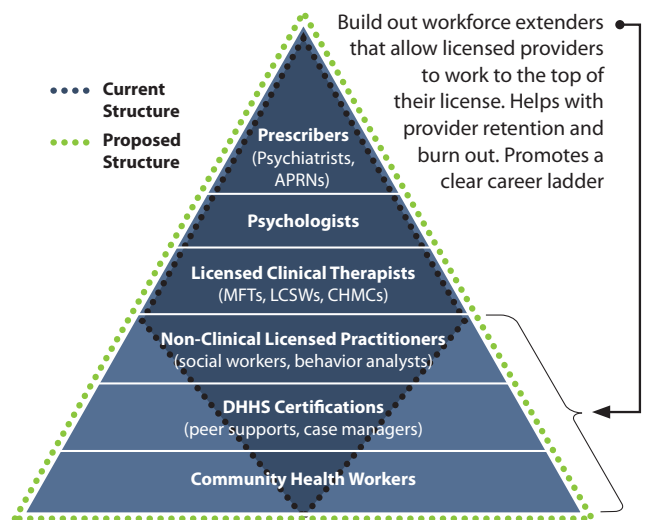 Build out workforce extenders
that allow licensed providers
to work to the top of
their license. Helps with
provider retention and
burn out. Promotes a
clear career ladder
Current
Structure
Proposed
Structure
Prescribers
(Psychiatrists,
APRNs)
Psychologists
Licensed Clinical Therapists
(MFTs, LCSWs, CHMCs)
Non-Clinical Licensed Practitioners
(social workers, behavior analysts)
DHHS Certifications
(peer supports, case managers)
Community Health Workers